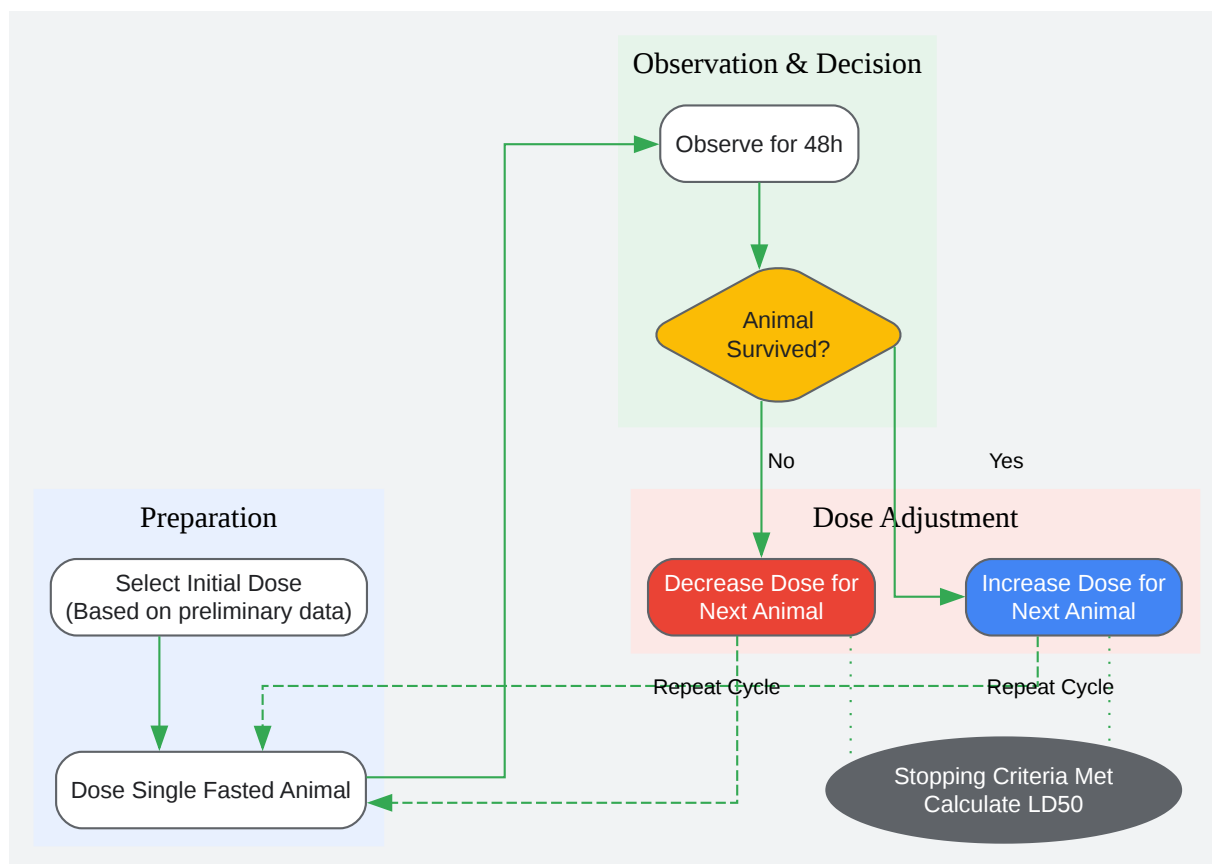 Observation & Decision
Observe for 48h
Animal
Survived?
No
Yes
Preparation
Select Initial Dose
(Based on preliminary data)
Dose Single Fasted Animal
Dose Adjustment
Decrease Dose for
Next Animal
Increase Dose for
Next Animal
Repeat Cycle
Repeat Cycle
Stopping Criteria Met
Calculate LD50